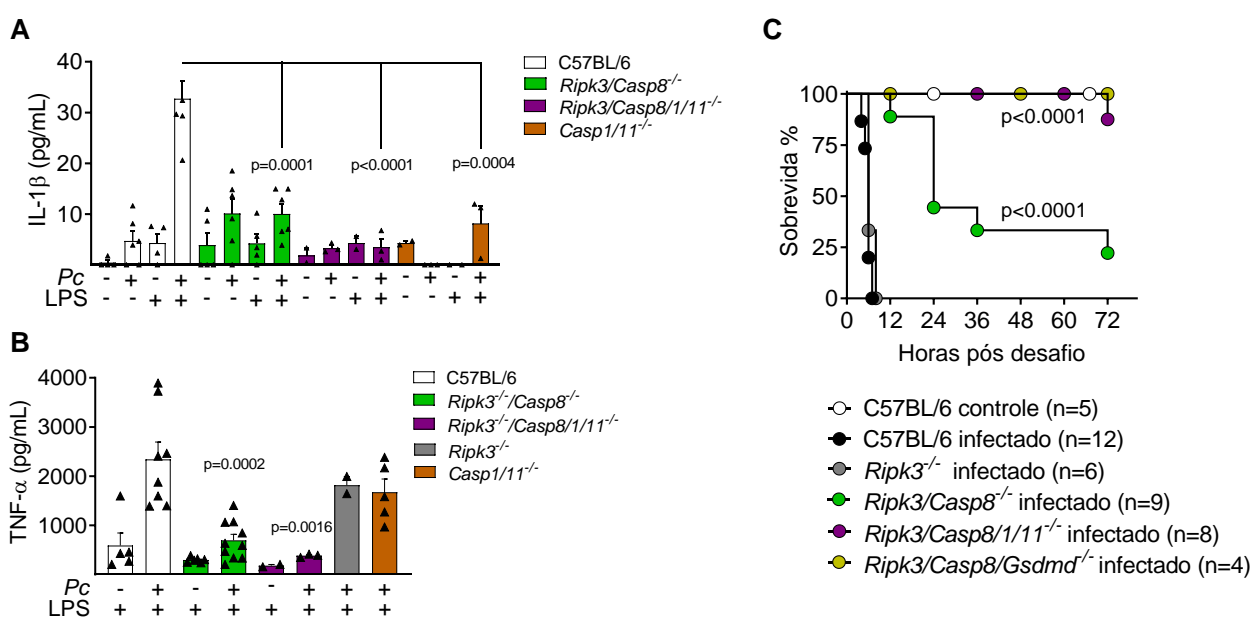 A
IL-1β (pg/mL)
40
30
20
10
p=0.0001
p<0.0001
p=0.0004
C57BL/6
Ripk3/Casp8-/-
Ripk3/Casp8/1/11-/-
Casp1/11-/-
Pc - + - + - + - + - + - + - + - +
LPS - - + + - - + + - - + + - - + +
B
TNF-α (pg/mL)
4000
3000
2000
1000
p=0.0002
p=0.0016
C57BL/6
Ripk3-/-/Casp8-/-
Ripk3-/-/Casp8/1/11-/-
Ripk3-/-
Casp1/11-/-
Pc - + - + - + + +
LPS + + + + + + + +
C
Sobrevida %
100
75
50
25
0
p<0.0001
p<0.0001
0 12 24 36 48 60 72
Horas pós desafio
C57BL/6 controle (n=5)
C57BL/6 infectado (n=12)
Ripk3-/- infectado (n=6)
Ripk3/Casp8-/- infectado (n=9)
Ripk3/Casp8/1/11-/- infectado (n=8)
Ripk3/Casp8/Gsdmd-/- infectado (n=4)